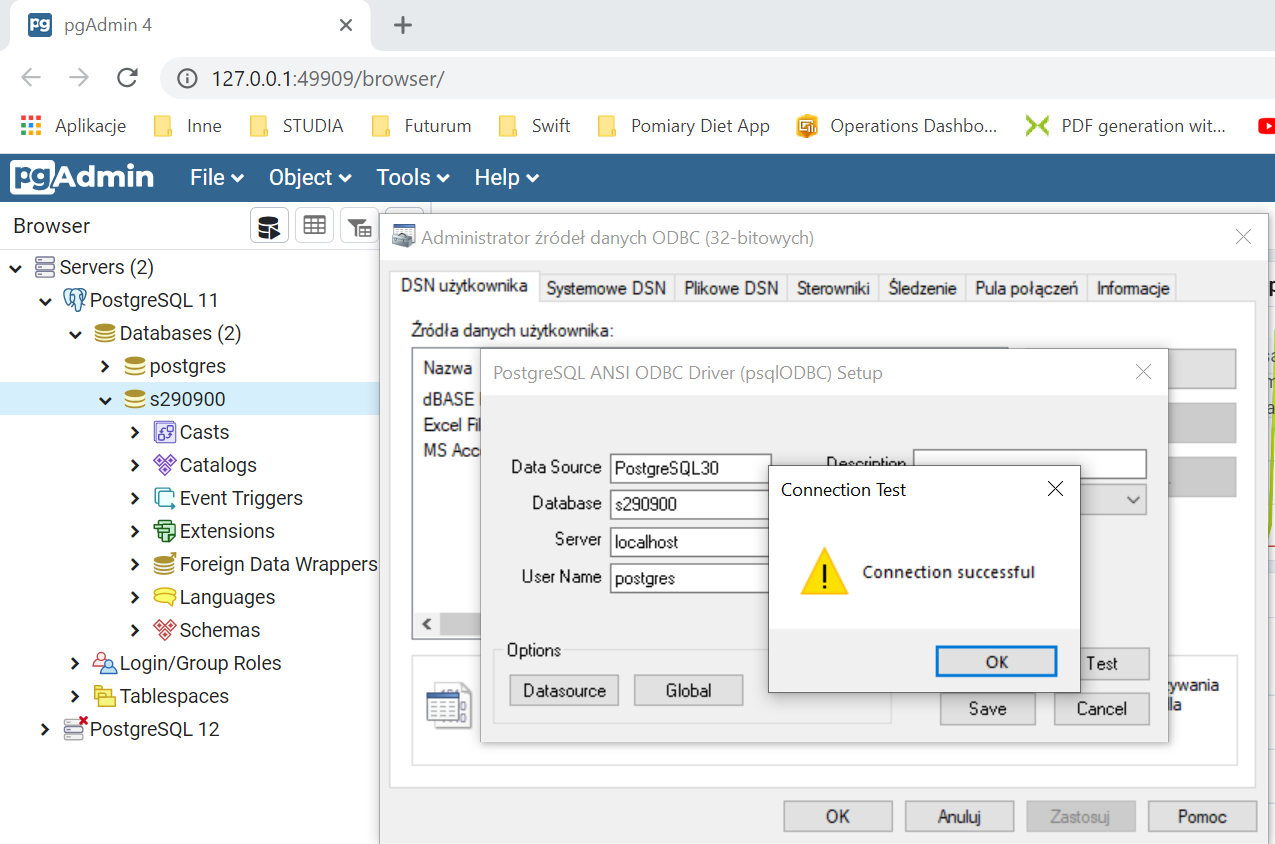 pgAdmin 4
127.0.0.1:49909/browser/
Aplikacje Inne STUDIA Futurum Swift Pomiary Diet App Operations Dashbo... PDF generation wit...
pgAdmin File Object Tools Help
Browser
Servers (2)
PostgreSQL 11
Databases (2)
postgres
s290900
Casts
Catalogs
Event Triggers
Extensions
Foreign Data Wrappers
Languages
Schemas
Login/Group Roles
Tablespaces
PostgreSQL 12
Administrator źródeł danych ODBC (32-bitowych)
DSN użytkownika Systemowe DSN Plikowe DSN Sterowniki Śledzenie Pula połączeń Informacje
Źródła danych użytkownika:
Nazwa
dBASE
Excel Fil
MS Acc
PostgreSQL ANSI ODBC Driver (psqlODBC) Setup
Data Source PostgreSQL30 Description
Database s290900
Server localhost
User Name postgres
Options
Datasource Global
Test
Save Cancel
Connection Test
Connection successful
OK
ywania
la
OK Anuluj Zastosuj Pomoc